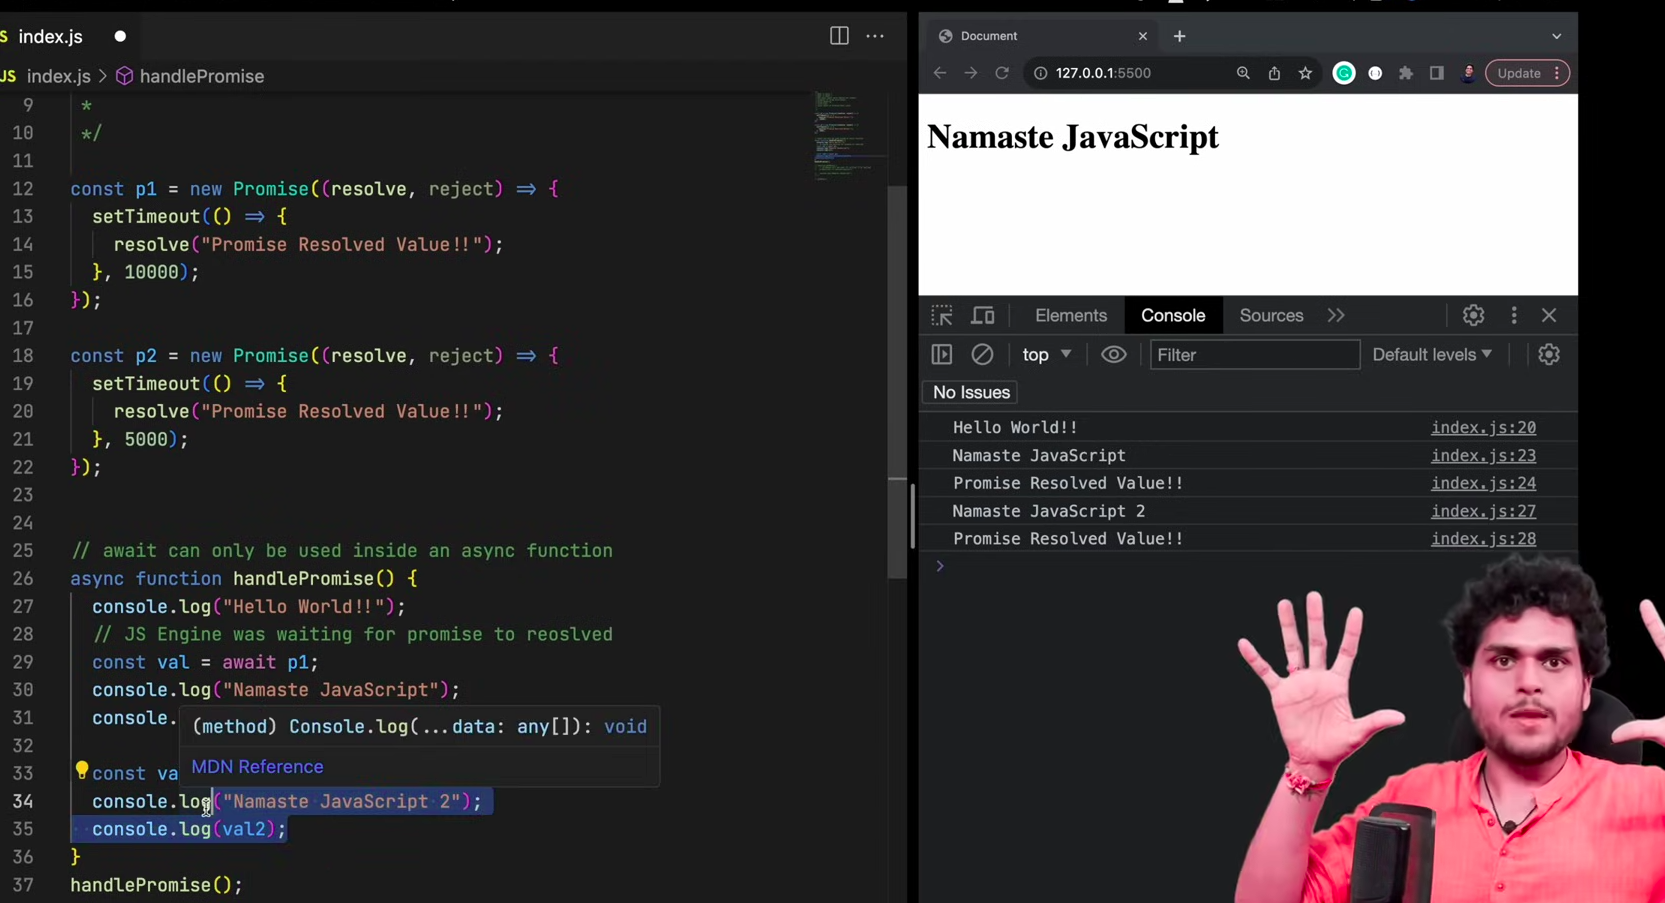 index.js
JS index.js > handlePromise
9 *
10 */
11
12 const p1 = new Promise((resolve, reject) => {
13 setTimeout(() => {
14 resolve("Promise Resolved Value!!");
15 }, 10000);
16 });
17
18 const p2 = new Promise((resolve, reject) => {
19 setTimeout(() => {
20 resolve("Promise Resolved Value!!");
21 }, 5000);
22 });
23
24
25 // await can only be used inside an async function
26 async function handlePromise() {
27 console.log("Hello World!!");
28 // JS Engine was waiting for promise to reoslved
29 const val = await p1;
30 console.log("Namaste JavaScript");
31 console.
(method) Console.log(...data: any[]): void
32
MDN Reference
33 const va
34 console.log("Namaste JavaScript 2");
35 console.log(val2);
36 }
37 handlePromise();
Document
127.0.0.1:5500
Update
Namaste JavaScript
Elements Console Sources
top Filter Default levels
No Issues
Hello World!! index.js:20
Namaste JavaScript index.js:23
Promise Resolved Value!! index.js:24
Namaste JavaScript 2 index.js:27
Promise Resolved Value!! index.js:28